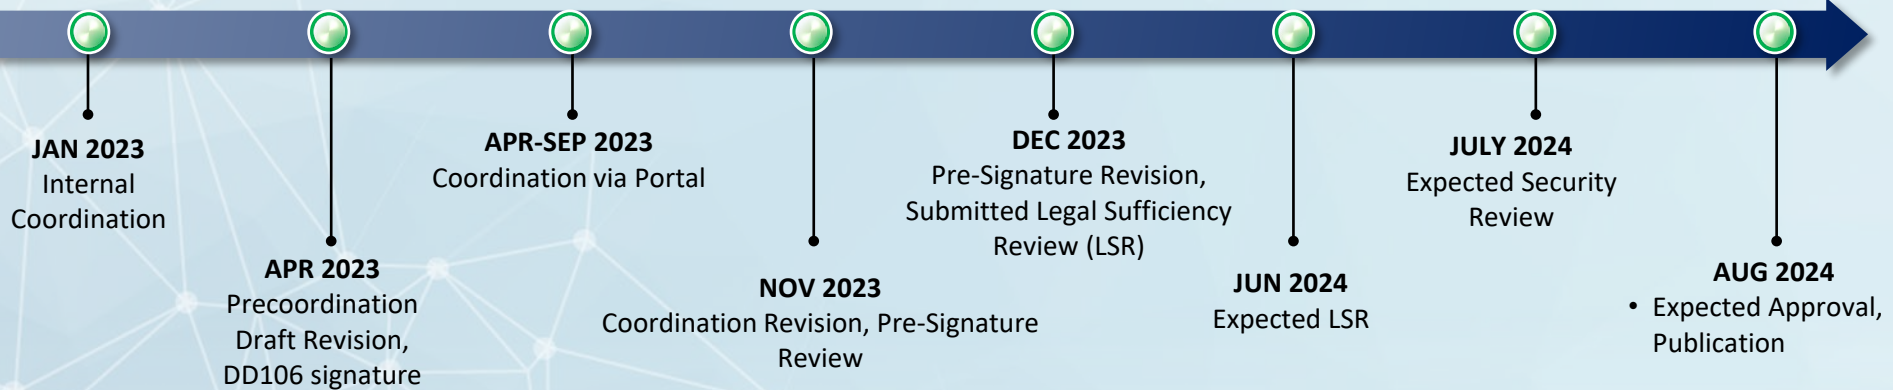 JAN 2023
Internal
Coordination
APR 2023
Precoordination
Draft Revision,
DD106 signature
APR-SEP 2023
Coordination via Portal
NOV 2023
Coordination Revision, Pre-Signature
Review
DEC 2023
Pre-Signature Revision,
Submitted Legal Sufficiency
Review (LSR)
JUN 2024
Expected LSR
JULY 2024
Expected Security
Review
AUG 2024
• Expected Approval,
Publication